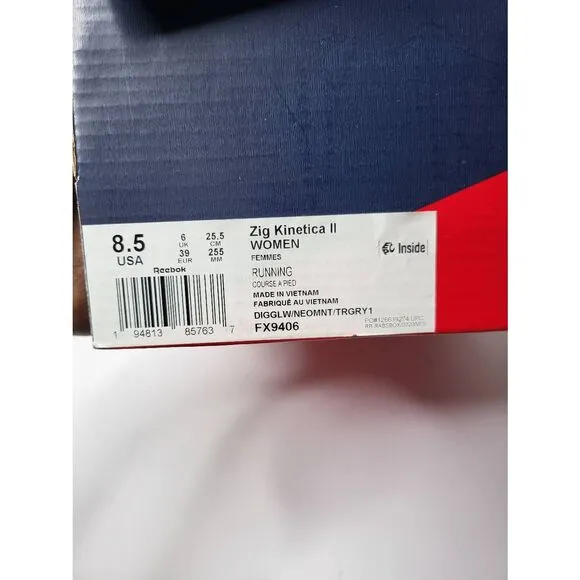 8.5
USA
6
UK
39
EUR
25.5
CM
255
MM
Reebok
1 94813 85763 7
Zig Kinetica II
WOMEN
FEMMES
RUNNING
COURSE A PIED
MADE IN VIETNAM
FABRIQUÉ AU VIETNAM
DIGGLW/NEOMNT/TRGRY1
FX9406
Inside